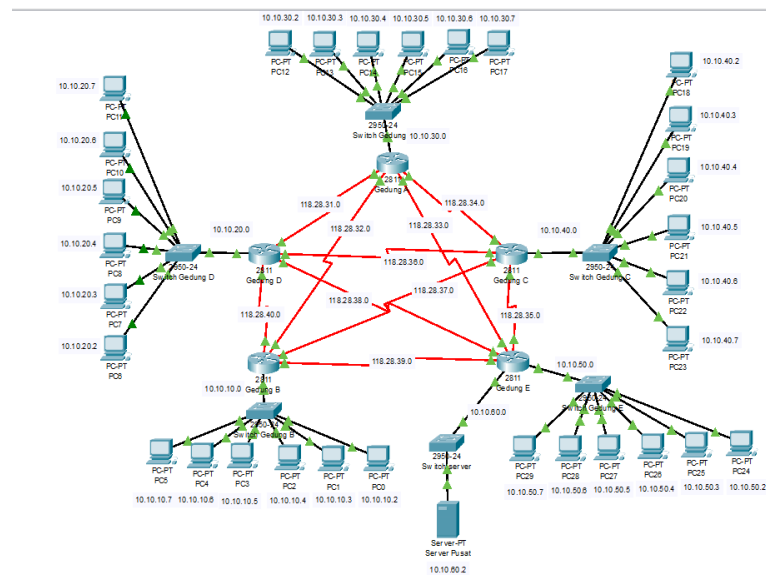 10.10.30.2 10.10.30.3 10.10.30.4 10.10.30.5 10.10.30.6 10.10.30.7
PC-PT
PC12
PC-PT
PC13
PC-PT
PC14
PC-PT
PC15
PC-PT
PC16
PC-PT
PC17
2950-24
Switch Gedung
10.10.30.0
2811
Gedung A
10.10.20.7
PC-PT
PC11
10.10.20.6
PC-PT
PC10
10.10.20.5
PC-PT
PC9
10.10.20.4
PC-PT
PC8
10.10.20.3
PC-PT
PC7
10.10.20.2
PC-PT
PC6
2950-24
Switch Gedung D
10.10.20.0
2811
Gedung D
118.28.31.0
118.28.32.0
118.28.33.0
118.28.34.0
118.28.36.0
118.28.37.0
118.28.38.0
118.28.40.0
118.28.35.0
118.28.39.0
10.10.40.2
PC-PT
PC18
10.10.40.3
PC-PT
PC19
10.10.40.4
PC-PT
PC20
10.10.40.5
PC-PT
PC21
10.10.40.6
PC-PT
PC22
10.10.40.7
PC-PT
PC23
10.10.40.0
2950-24
Switch Gedung C
2811
Gedung C
2811
Gedung B
10.10.10.0
2950-24
Switch Gedung B
PC-PT
PC5
PC-PT
PC4
PC-PT
PC3
PC-PT
PC2
PC-PT
PC1
PC-PT
PC0
10.10.10.7 10.10.10.6 10.10.10.5 10.10.10.4 10.10.10.3 10.10.10.2
2811
Gedung E
10.10.50.0
2950-24
Switch Gedung E
10.10.60.0
2950-24
Switch server
Server-PT
Server Pusat
10.10.60.2
PC-PT
PC29
PC-PT
PC28
PC-PT
PC27
PC-PT
PC26
PC-PT
PC25
PC-PT
PC24
10.10.50.7 10.10.50.6 10.10.50.5 10.10.50.4 10.10.50.3 10.10.50.2